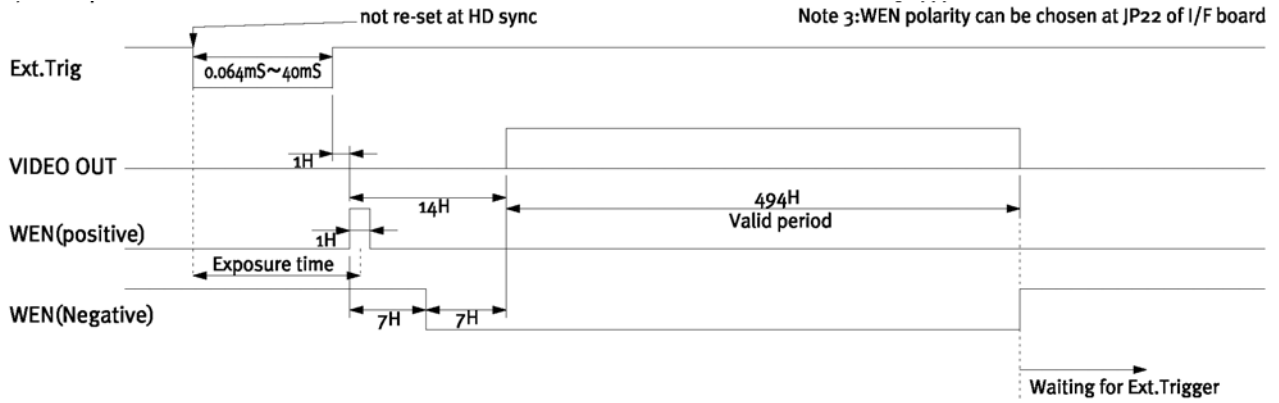 not re-set at HD sync
Note 3:WEN polarity can be chosen at JP22 of I/F board
Ext.Trig
0.064mS~40mS
VIDEO OUT
1H
14H
494H
Valid period
WEN(positive)
1H
Exposure time
WEN(Negative)
7H
7H
Waiting for Ext.Trigger